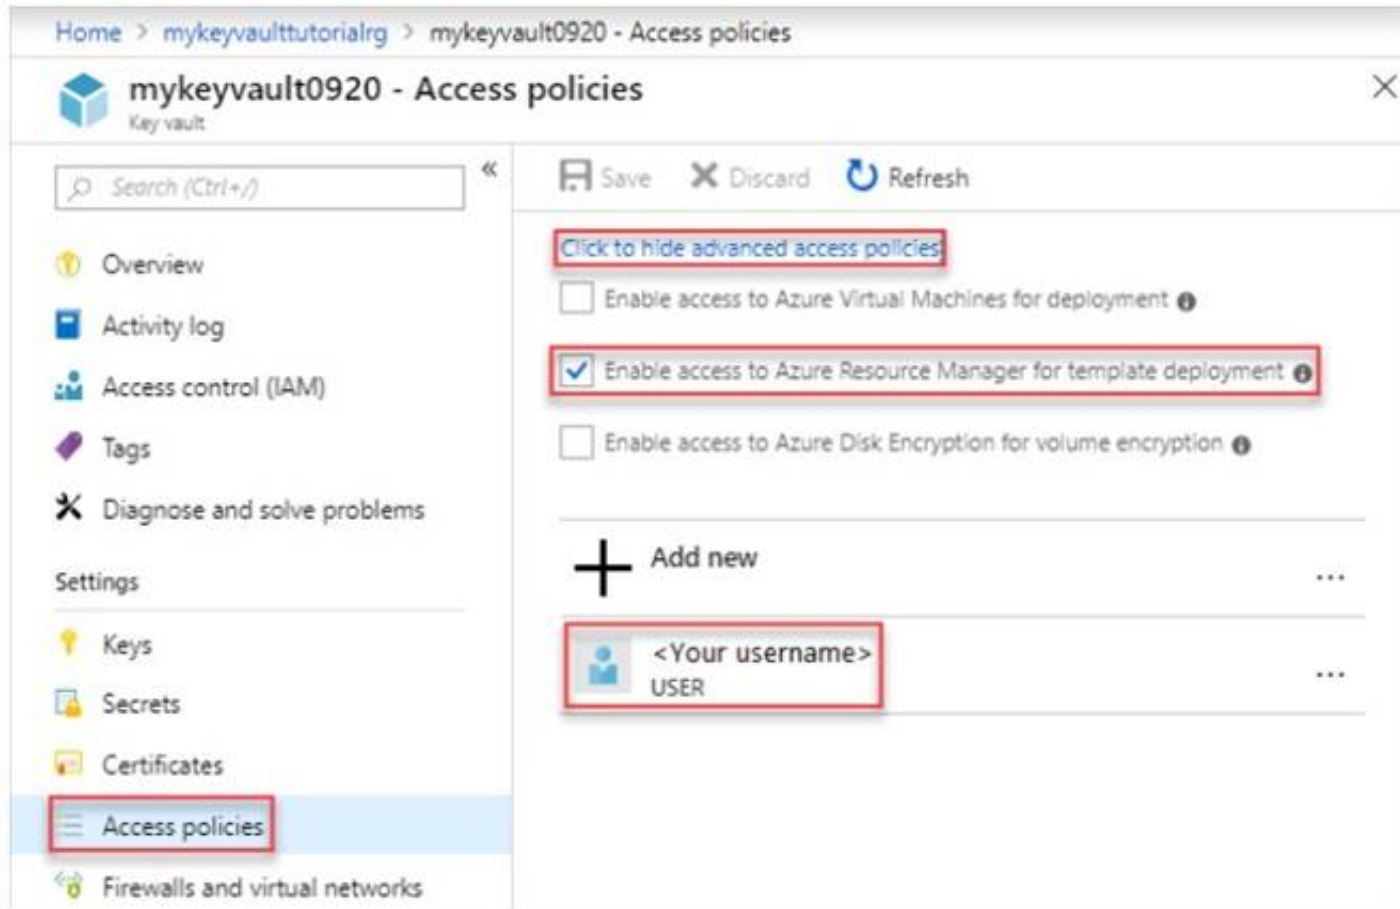 Home > mykeyvaulttutorialrg > mykeyvault0920 - Access policies
mykeyvault0920 - Access policies
Key vault
Search (Ctrl+/)
«
Overview
Activity log
Access control (IAM)
Tags
Diagnose and solve problems
Settings
Keys
Secrets
Certificates
Access policies
Firewalls and virtual networks
Save Discard Refresh
Click to hide advanced access policies
Enable access to Azure Virtual Machines for deployment
Enable access to Azure Resource Manager for template deployment
Enable access to Azure Disk Encryption for volume encryption
Add new
...
<Your username>
USER
...